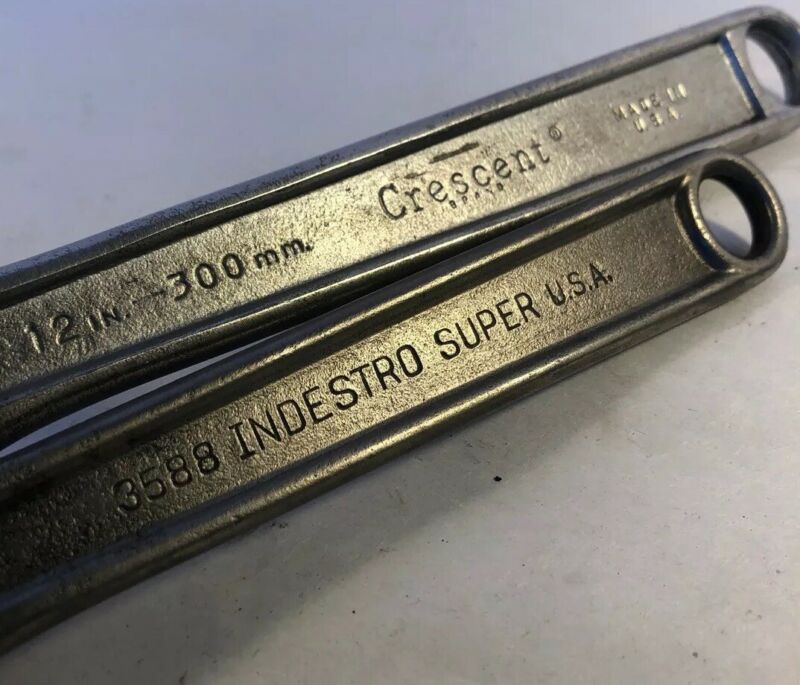 12 IN. - 300 mm.
Crescent®
MADE IN
U.S.A.
3588 INDESTRO SUPER U.S.A.